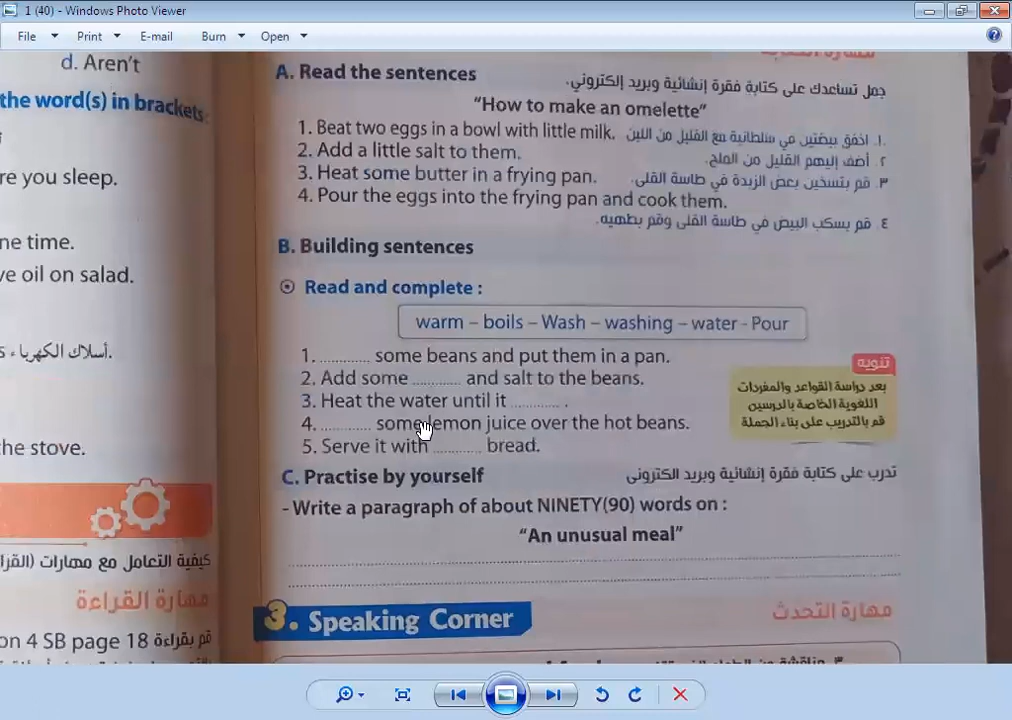 1 (40) - Windows Photo Viewer
File Print E-mail Burn Open
d. Aren't
the word(s) in brackets
re you sleep.
ne time.
ve oil on salad.
أسلاك الكهرباء
the stove.
كيفية التعامل مع مهارات (القرا
مهارة القراءة
on 4 SB page 18 قم بقراءة
A. Read the sentences
جمل تساعدك على كتابة فقرة إنشائية وبريد إلكتروني.
"How to make an omelette"
1. Beat two eggs in a bowl with little milk.
١. اخفق بيضتين في سلطانية مع القليل من اللبن
2. Add a little salt to them.
٢. أضف إليهم القليل من الملح.
3. Heat some butter in a frying pan.
٣. قم بتسخين بعض الزبدة في طاسة القلى.
4. Pour the eggs into the frying pan and cook them.
٤. قم بسكب البيض في طاسة القلى وقم بطهيه.
B. Building sentences
Read and complete :
warm – boils – Wash – washing – water - Pour
1. ............ some beans and put them in a pan.
2. Add some ............ and salt to the beans.
3. Heat the water until it ............ .
4. ............ some lemon juice over the hot beans.
5. Serve it with ............ bread.
تنويه
بعد دراسة القواعد والمفردات
اللغوية الخاصة بالدرسين
قم بالتدريب على بناء الجملة
C. Practise by yourself
تدرب على كتابة فقرة إنشائية وبريد الكترونى
- Write a paragraph of about NINETY(90) words on :
"An unusual meal"
3. Speaking Corner
مهارة التحدث